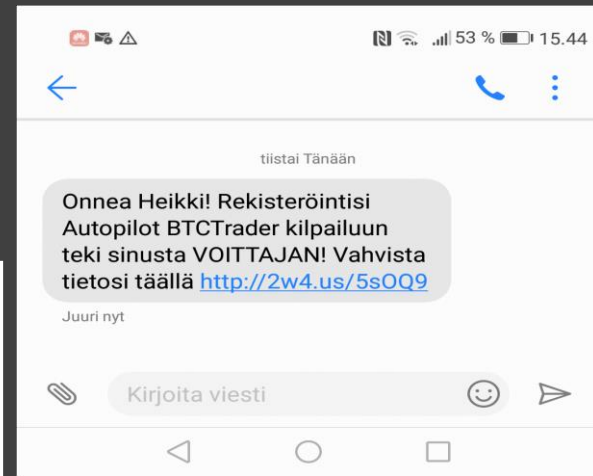 53 % 15.44
tiistai Tänään
Onnea Heikki! Rekisteröintisi
Autopilot BTCTrader kilpailuun
teki sinusta VOITTAJAN! Vahvista
tietosi täällä http://2w4.us/5sOQ9
Juuri nyt
Kirjoita viesti